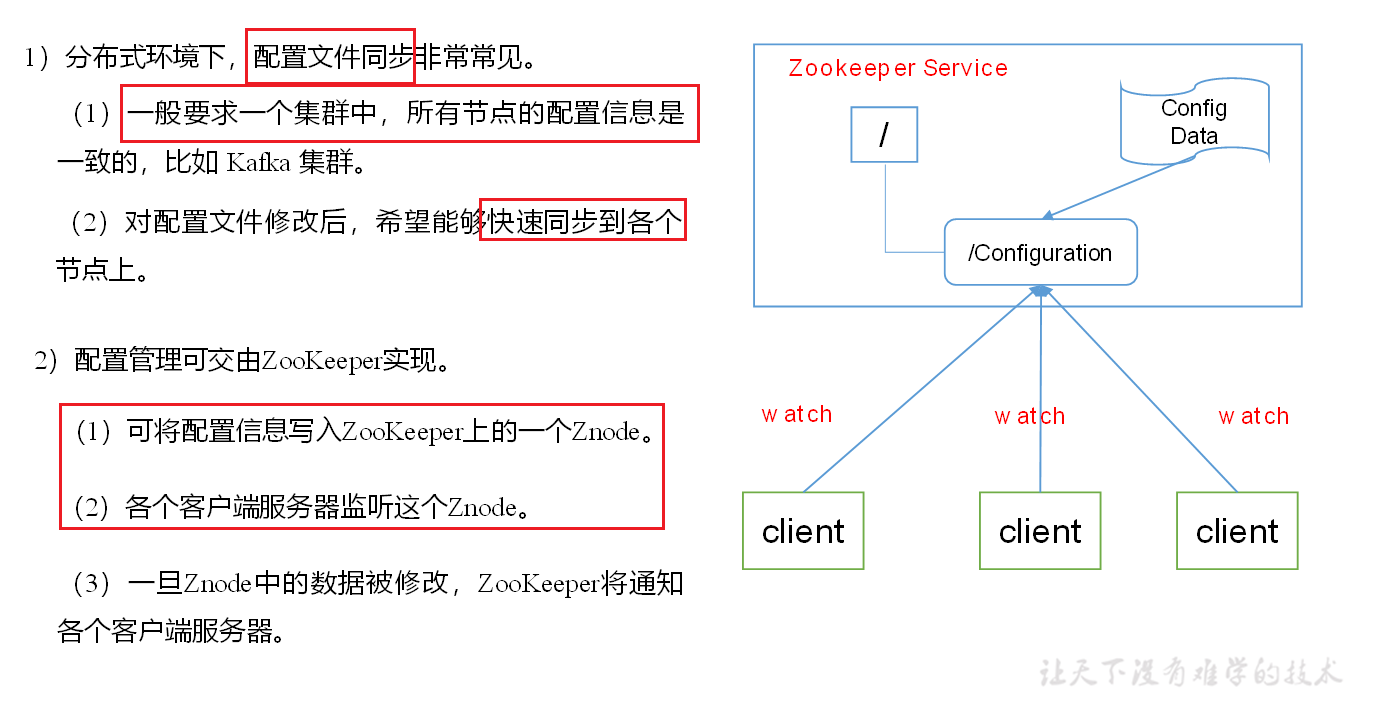 1）分布式环境下，配置文件同步非常常见。
（1）一般要求一个集群中，所有节点的配置信息是
一致的，比如 Kafka 集群。
（2）对配置文件修改后，希望能够快速同步到各个
节点上。
2）配置管理可交由ZooKeeper实现。
（1）可将配置信息写入ZooKeeper上的一个Znode。
（2）各个客户端服务器监听这个Znode。
（3）一旦Znode中的数据被修改，ZooKeeper将通知
各个客户端服务器。
Zookeeper Service
/
Config
Data
/Configuration
watch
watch
watch
client
client
client
让天下没有难学的技术